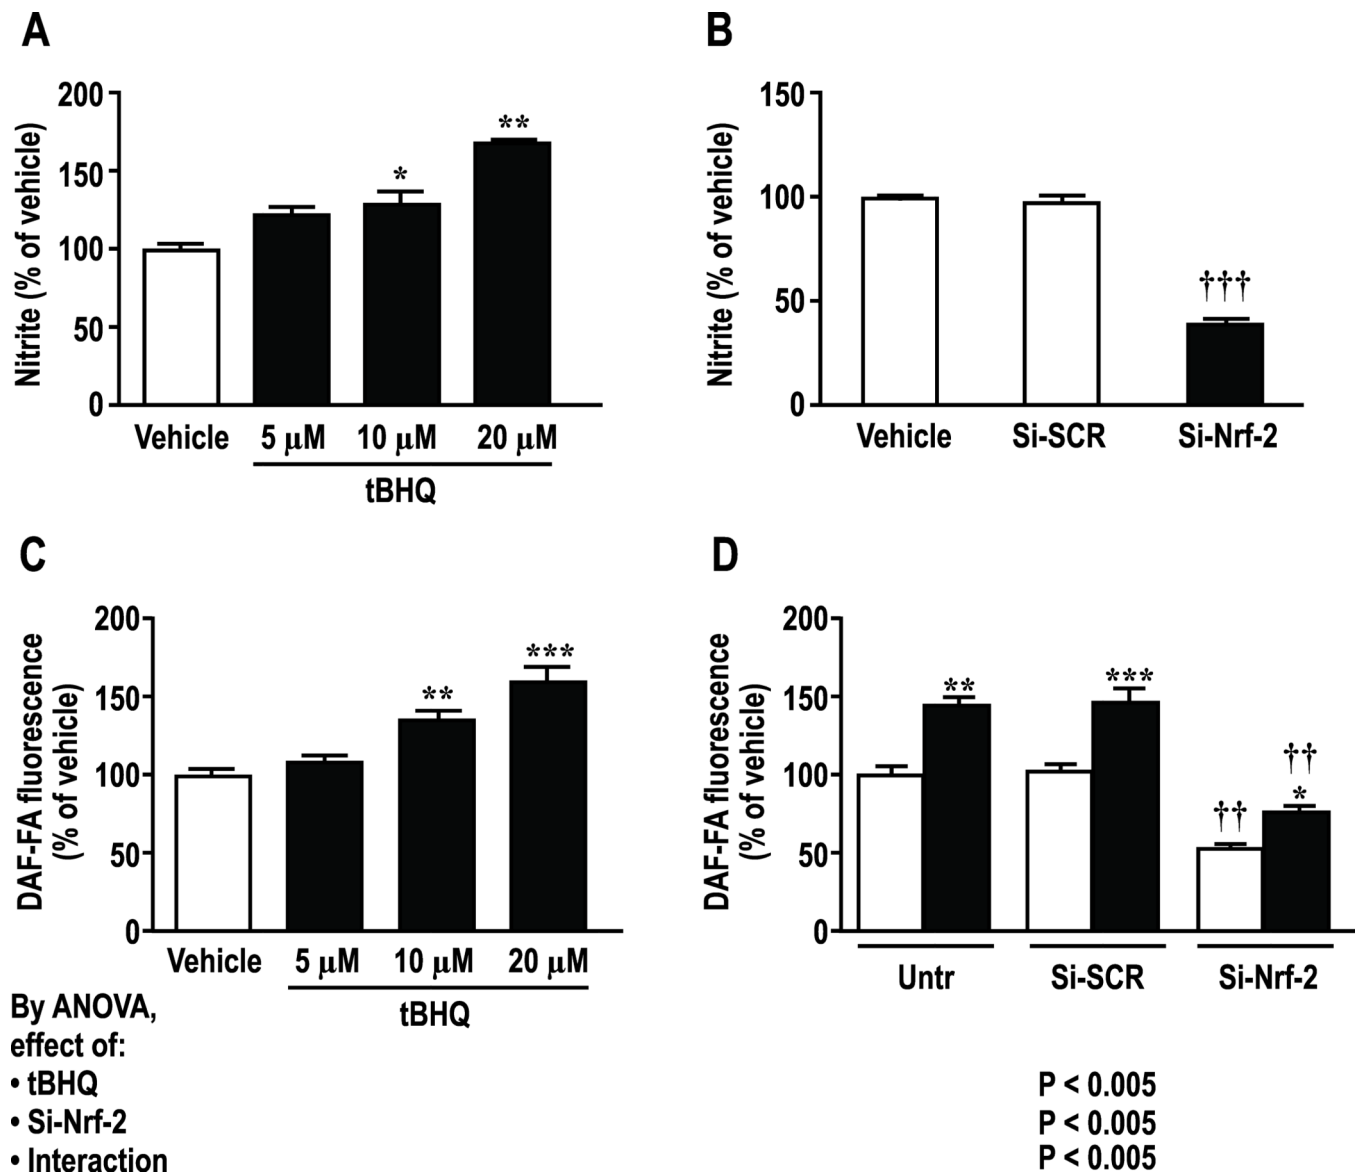 A
Nitrite (% of vehicle)
200
150
100
50
0
*
**
Vehicle
5 μM
10 μM
20 μM
tBHQ
B
Nitrite (% of vehicle)
150
100
50
0
†††
Vehicle
Si-SCR
Si-Nrf-2
C
DAF-FA fluorescence
(% of vehicle)
200
150
100
50
0
**
***
Vehicle
5 μM
10 μM
20 μM
tBHQ
D
DAF-FA fluorescence
(% of vehicle)
200
150
100
50
0
**
***
††
††
*
Untr
Si-SCR
Si-Nrf-2
By ANOVA,
effect of:
• tBHQ
P < 0.005
• Si-Nrf-2
P < 0.005
• Interaction
P < 0.005